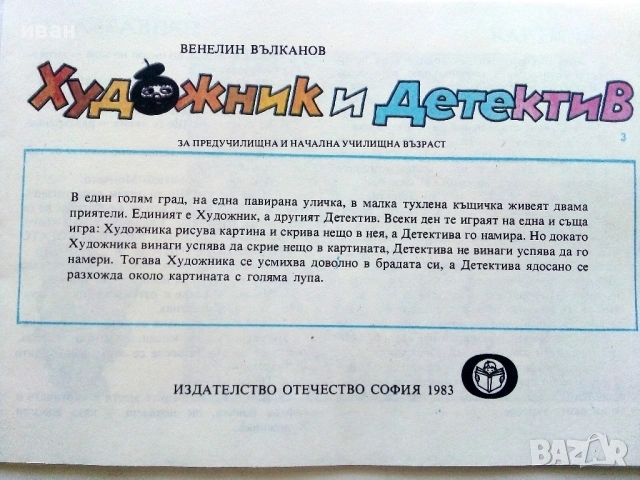 иван
ВЕНЕЛИН ВЪЛКАНОВ
ХУДОЖНИК И ДЕТЕКТИВ
ЗА ПРЕДУЧИЛИЩНА И НАЧАЛНА УЧИЛИЩНА ВЪЗРАСТ
3
В един голям град, на една павирана уличка, в малка тухлена къщичка живеят двама
приятели. Единият е Художник, а другият Детектив. Всеки ден те играят на една и съща
игра: Художника рисува картина и скрива нещо в нея, а Детектива го намира. Но докато
Художника винаги успява да скрие нещо в картината, Детектива не винаги успява да го
намери. Тогава Художника се усмихва доволно в брадата си, а Детектива ядосано се
разхожда около картината с голяма лупа.
ИЗДАТЕЛСТВО ОТЕЧЕСТВО СОФИЯ 1983
BAZAR